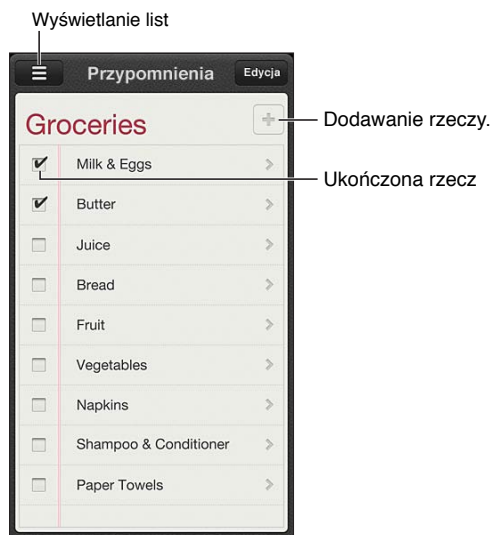 Wyświetlanie list
Przypomnienia
Edycja
Groceries
Dodawanie rzeczy.
Milk & Eggs
Ukończona rzecz
Butter
Juice
Bread
Fruit
Vegetables
Napkins
Shampoo & Conditioner
Paper Towels